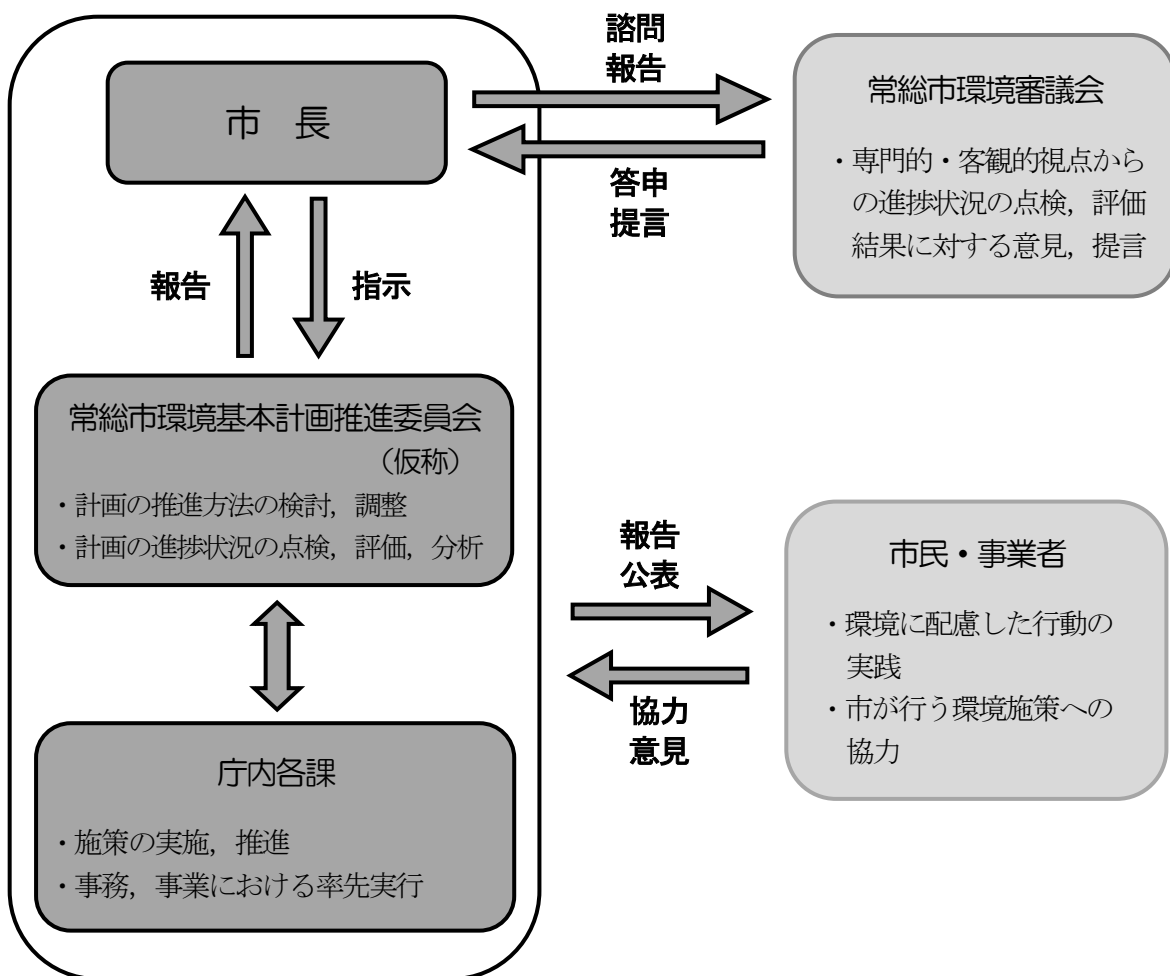 市　長
諮問
報告
答申
提言
常総市環境審議会
・専門的・客観的視点から
の進捗状況の点検，評価
結果に対する意見，提言
報告
指示
常総市環境基本計画推進委員会
（仮称）
・計画の推進方法の検討，調整
・計画の進捗状況の点検，評価，分析
報告
公表
協力
意見
市民・事業者
・環境に配慮した行動の
実践
・市が行う環境施策への
協力
庁内各課
・施策の実施，推進
・事務，事業における率先実行